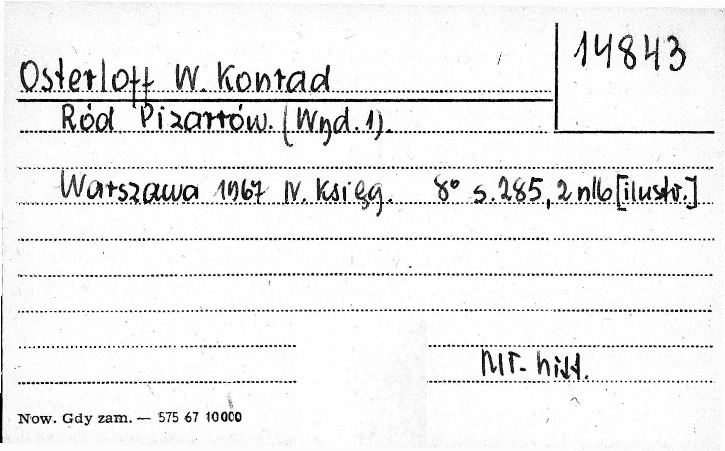 14843
Osterloff W. Konrad
Ród Pizarrów. (Wyd. 1).
Warszawa 1967 IV. Księg. 8° s. 285, 2 nlb [ilustr.]
hist.
Now. Gdy zam. — 575 67 10000